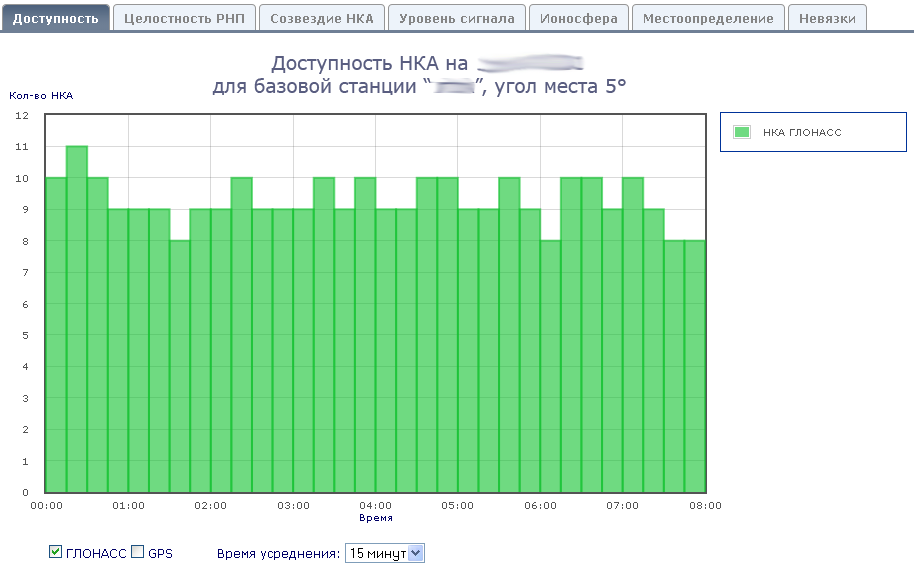 Доступность Целостность РНП Созвездие НКА Уровень сигнала Ионосфера Местоопределение Невязки
Доступность НКА на
для базовой станции “ ”, угол места 5°
Кол-во НКА
12
11
10
9
8
7
6
5
4
3
2
1
0
НКА ГЛОНАСС
00:00 01:00 02:00 03:00 04:00 05:00 06:00 07:00 08:00
Время
ГЛОНАСС GPS Время усреднения: 15 минут